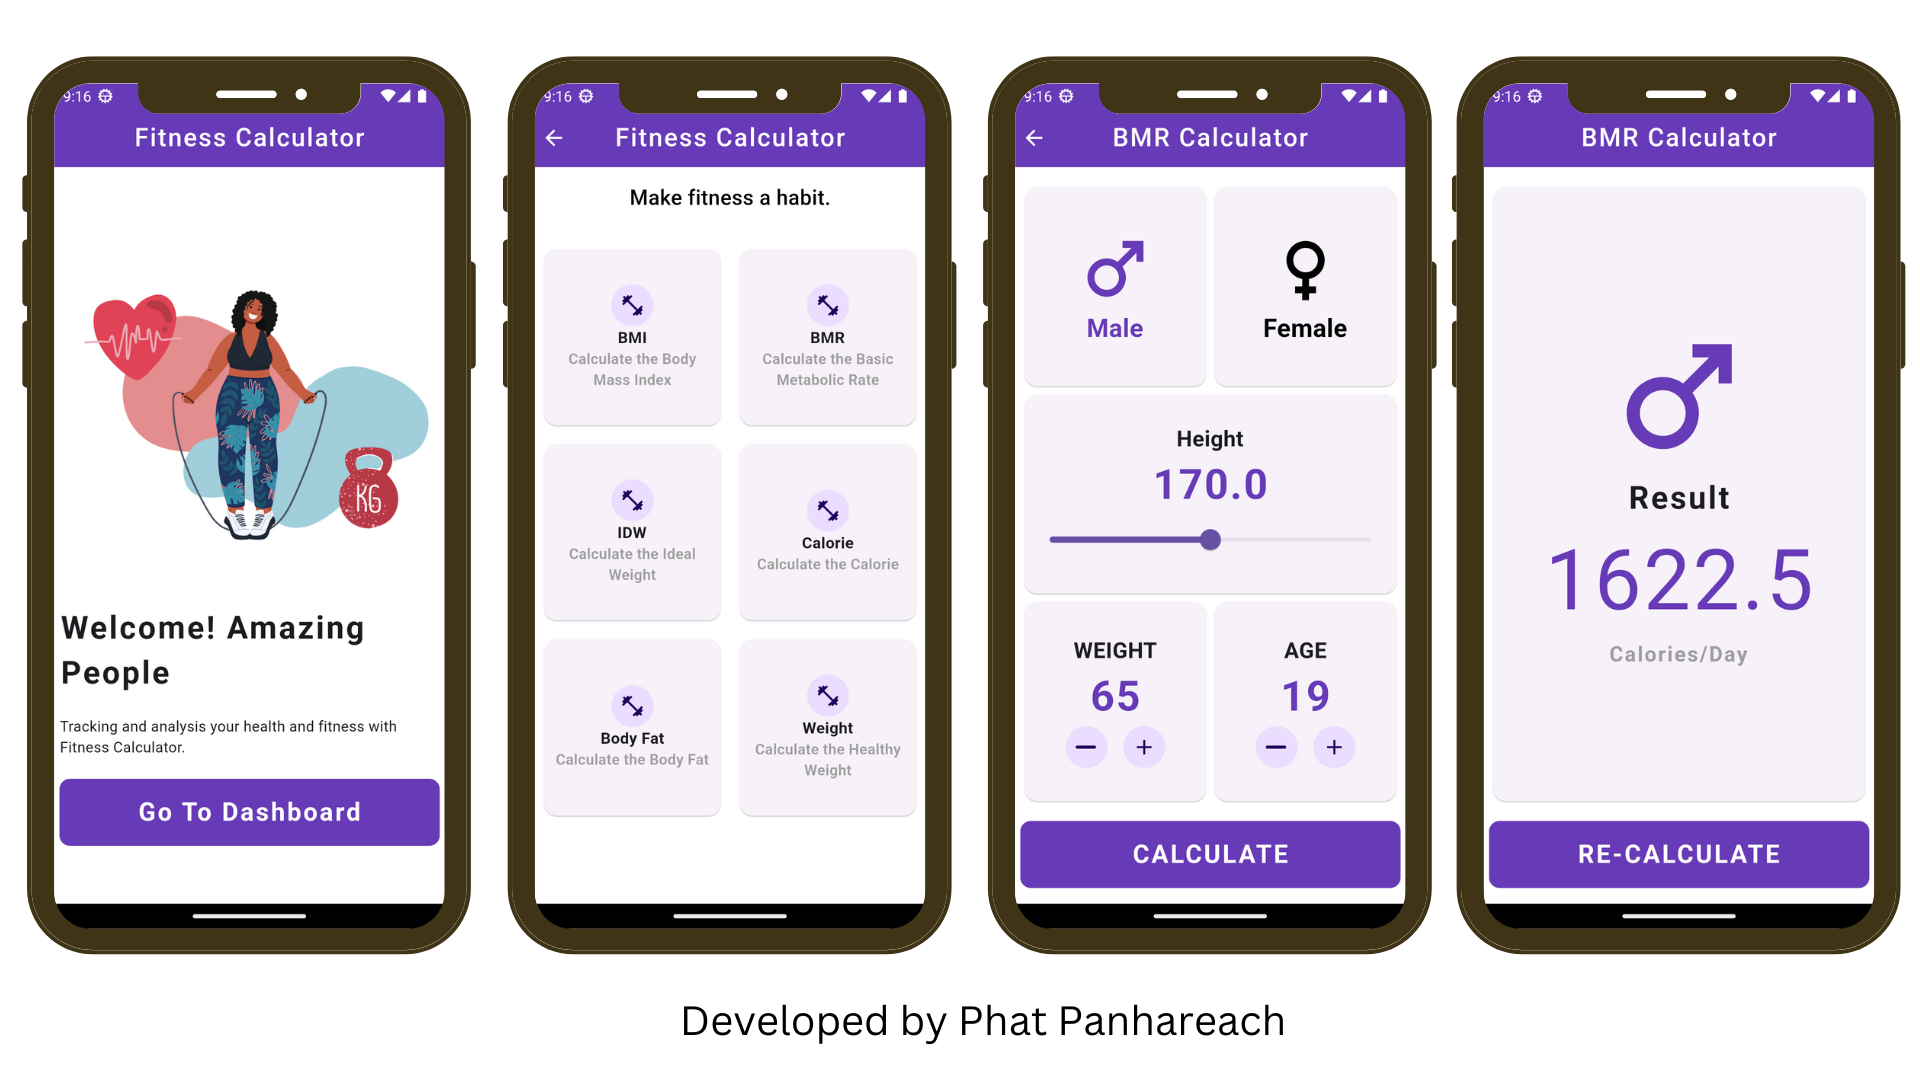 9:16
Fitness Calculator
KG
Welcome! Amazing
People
Tracking and analysis your health and fitness with
Fitness Calculator.
Go To Dashboard
9:16
Fitness Calculator
Make fitness a habit.
BMI
Calculate the Body
Mass Index
BMR
Calculate the Basic
Metabolic Rate
IDW
Calculate the Ideal
Weight
Calorie
Calculate the Calorie
Body Fat
Calculate the Body Fat
Weight
Calculate the Healthy
Weight
9:16
BMR Calculator
Male
Female
Height
170.0
WEIGHT
65
AGE
19
CALCULATE
9:16
BMR Calculator
Result
1622.5
Calories/Day
RE-CALCULATE
Developed by Phat Panhareach